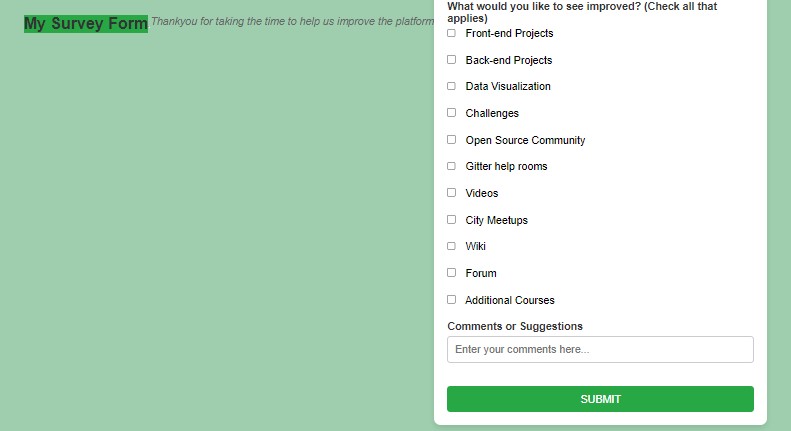 My Survey Form
Thankyou for taking the time to help us improve the platform
What would you like to see improved? (Check all that
applies)
Front-end Projects
Back-end Projects
Data Visualization
Challenges
Open Source Community
Gitter help rooms
Videos
City Meetups
Wiki
Forum
Additional Courses
Comments or Suggestions
Enter your comments here...
SUBMIT